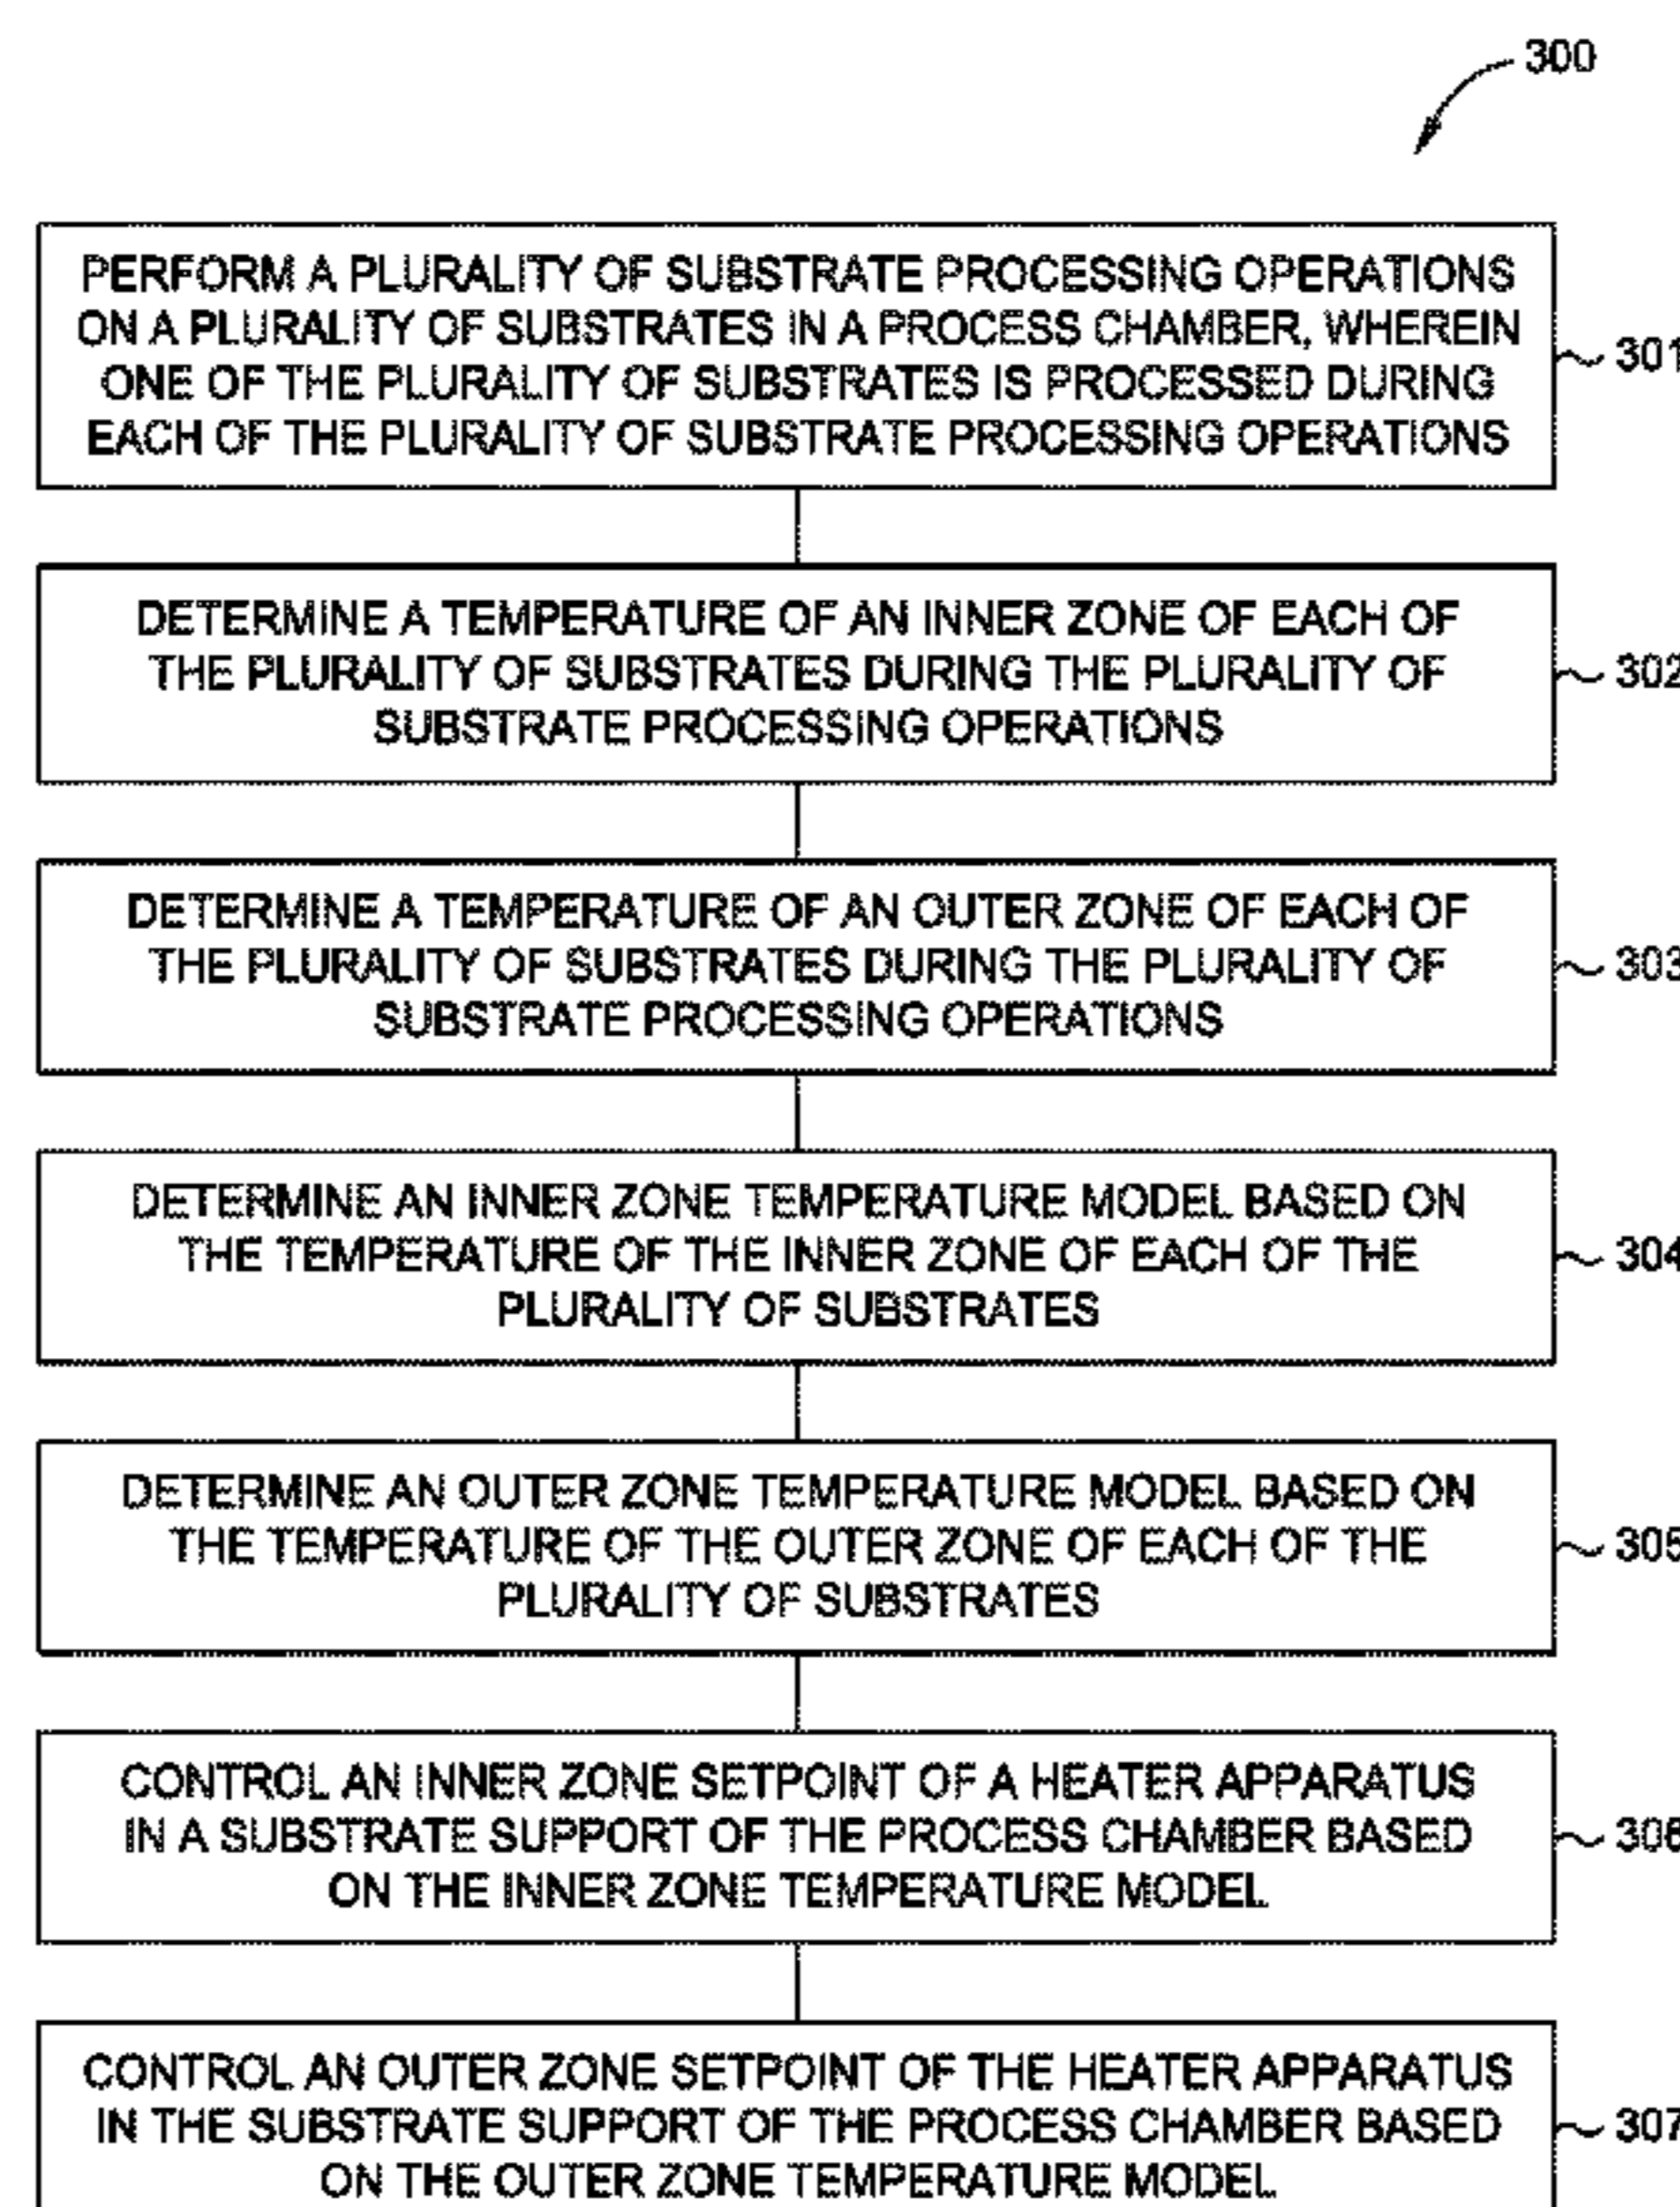 300
PERFORM A PLURALITY OF SUBSTRATE PROCESSING OPERATIONS
ON A PLURALITY OF SUBSTRATES IN A PROCESS CHAMBER, WHEREIN
ONE OF THE PLURALITY OF SUBSTRATES IS PROCESSED DURING
EACH OF THE PLURALITY OF SUBSTRATE PROCESSING OPERATIONS
301
DETERMINE A TEMPERATURE OF AN INNER ZONE OF EACH OF
THE PLURALITY OF SUBSTRATES DURING THE PLURALITY OF
SUBSTRATE PROCESSING OPERATIONS
302
DETERMINE A TEMPERATURE OF AN OUTER ZONE OF EACH OF
THE PLURALITY OF SUBSTRATES DURING THE PLURALITY OF
SUBSTRATE PROCESSING OPERATIONS
303
DETERMINE AN INNER ZONE TEMPERATURE MODEL BASED ON
THE TEMPERATURE OF THE INNER ZONE OF EACH OF THE
PLURALITY OF SUBSTRATES
304
DETERMINE AN OUTER ZONE TEMPERATURE MODEL BASED ON
THE TEMPERATURE OF THE OUTER ZONE OF EACH OF THE
PLURALITY OF SUBSTRATES
305
CONTROL AN INNER ZONE SETPOINT OF A HEATER APPARATUS
IN A SUBSTRATE SUPPORT OF THE PROCESS CHAMBER BASED
ON THE INNER ZONE TEMPERATURE MODEL
306
CONTROL AN OUTER ZONE SETPOINT OF THE HEATER APPARATUS
IN THE SUBSTRATE SUPPORT OF THE PROCESS CHAMBER BASED
ON THE OUTER ZONE TEMPERATURE MODEL
307